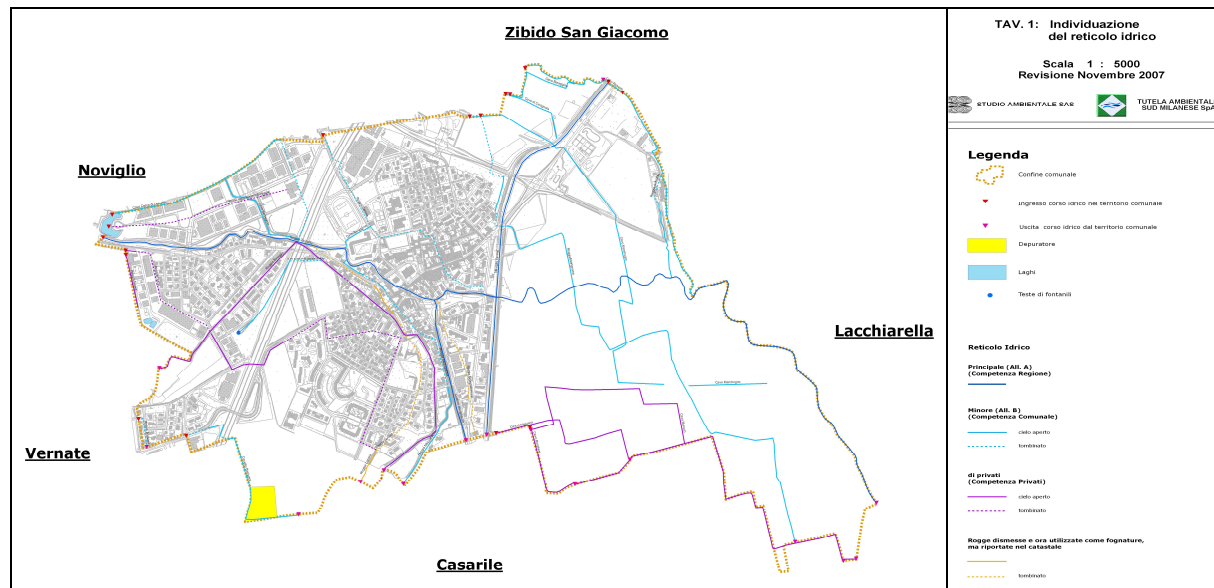 Zibido San Giacomo
Noviglio
Lacchiarella
Vernate
Casarile
TAV. 1: Individuazione
del reticolo idrico
Scala 1 : 5000
Revisione Novembre 2007
STUDIO AMBIENTALE SAS
TUTELA AMBIENTALE
SUD MILANESE SpA
Legenda
Confine comunale
Ingresso corso idrico nel territorio comunale
Uscita corso idrico dal territorio comunale
Depuratore
Laghi
Teste di fontanili
Reticolo Idrico
Principale (All. A)
(Competenza Regione)
Minore (All. B)
(Competenza Comunale)
cielo aperto
tombinato
di privati
(Competenza Privati)
cielo aperto
tombinato
Rogge dismesse e ora utilizzate come fognature,
ma riportate nel catastale
tombinato